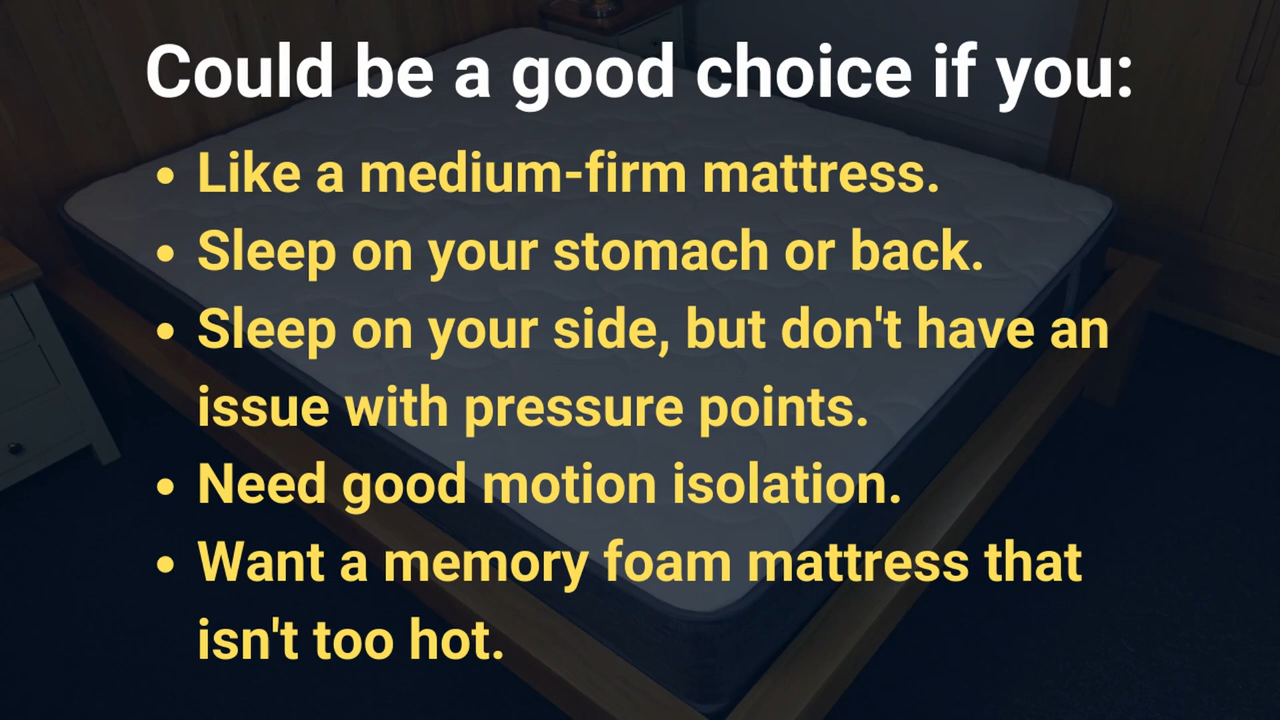 Could be a good choice if you:
• Like a medium-firm mattress.
• Sleep on your stomach or back.
• Sleep on your side, but don't have an
issue with pressure points.
• Need good motion isolation.
• Want a memory foam mattress that
isn't too hot.